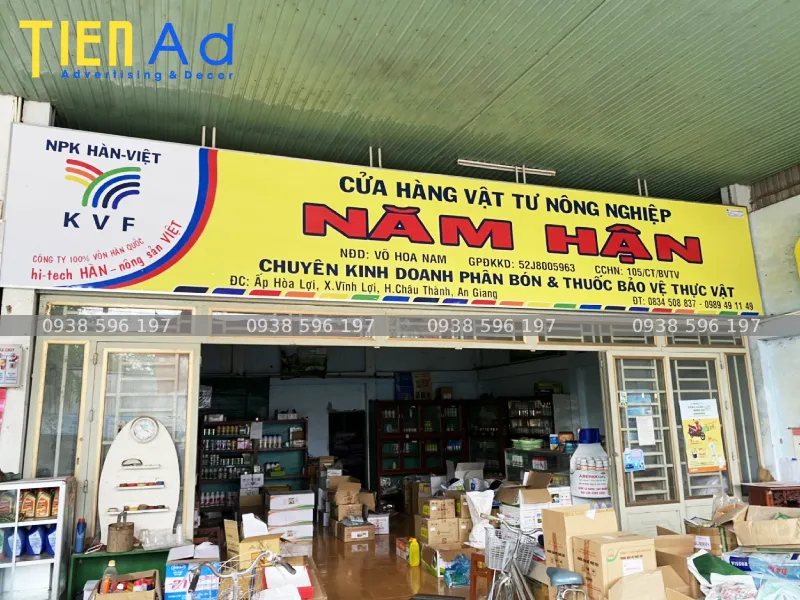 TIEN Ad
Advertising & Decor
NPK HÀN-VIỆT
KVF
CÔNG TY 100% VỐN HÀN QUỐC
hi-tech HÀN - nông sản VIỆT
CỬA HÀNG VẬT TƯ NÔNG NGHIỆP
NĂM HẬN
NĐD: VÕ HOA NAM GPĐKKD: 52J8005963 CCHN: 105/CT/BVTV
CHUYÊN KINH DOANH PHÂN BÓN & THUỐC BẢO VỆ THỰC VẬT
ĐC: Ấp Hòa Lợi, X.Vĩnh Lợi, H.Châu Thành, An Giang
ĐT: 0834 508 837 - 0989 49 11 49
0938 596 197 0938 596 197 0938 596 197 0938 596 197